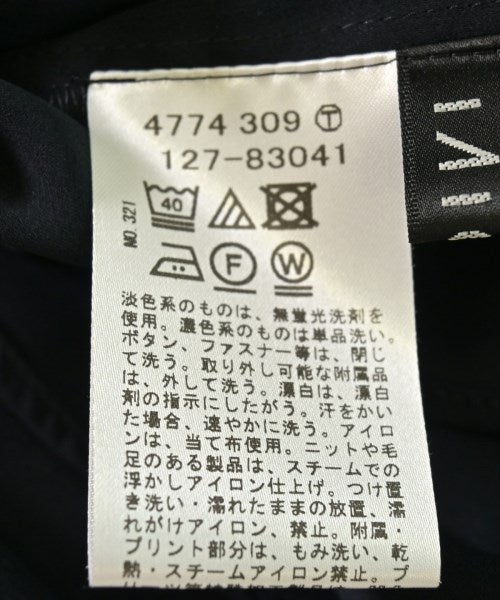 4774 309 Ⓣ
127-83041
40
NO.321
F
W
淡色系のものは、無蛍光洗剤を
使用。濃色系のものは単品洗い。
ボタン、ファスナー等は、閉じ
て洗う。取り外し可能な附属品
は、外して洗う。漂白は、漂白
剤の指示にしたがう。汗をかい
た場合、速やかに洗う。アイロ
ンは、当て布使用。ニットや毛
足のある製品は、スチームでの
浮かしアイロン仕上げ。つけ置
き洗い・濡れたままの放置、濡
れがけアイロン、禁止。附属・
プリント部分は、もみ洗い、乾
熱・スチームアイロン禁止。プ